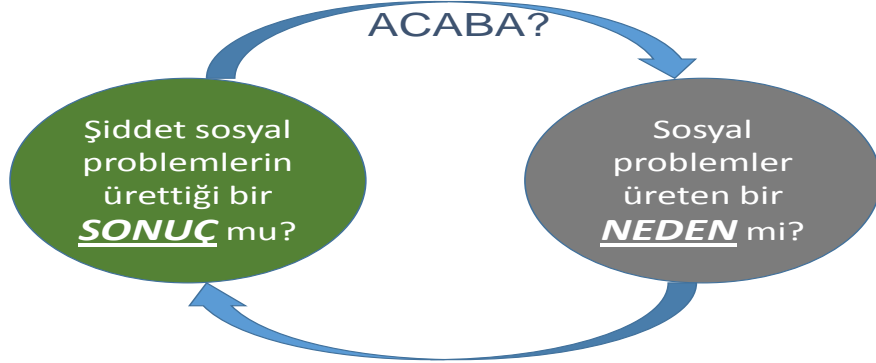 ACABA?
Şiddet sosyal
problemlerin
ürettiği bir
SONUÇ mu?
Sosyal
problemler
üreten bir
NEDEN mi?